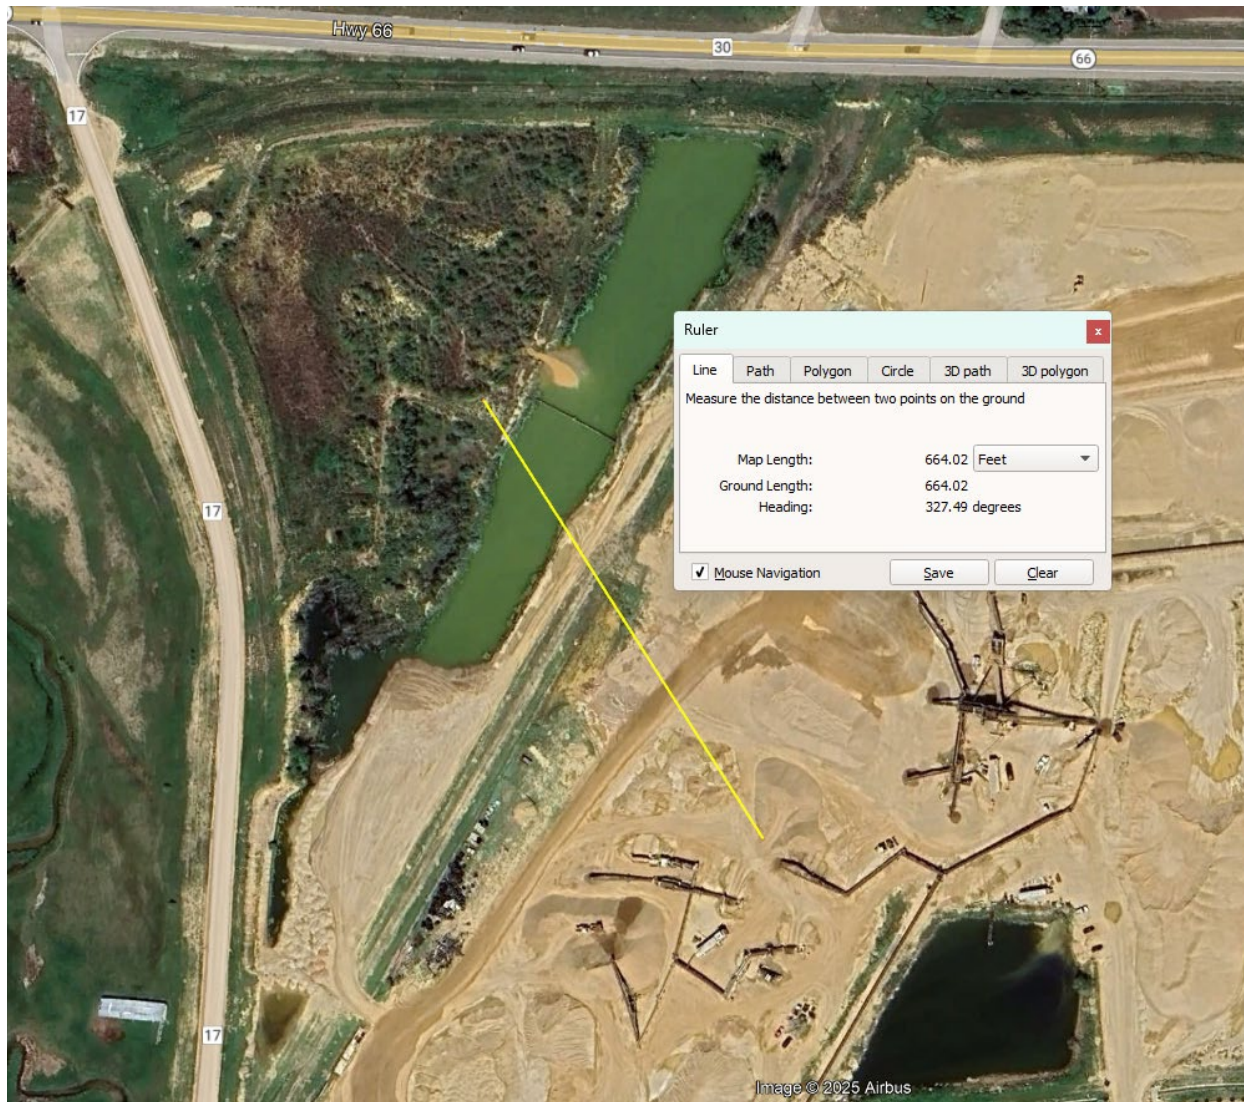 Hwy 66
30
66
17
Ruler
x
Line Path Polygon Circle 3D path 3D polygon
Measure the distance between two points on the ground
Map Length: 664.02 Feet
Ground Length: 664.02
Heading: 327.49 degrees
Mouse Navigation Save Clear
17
17
Image © 2025 Airbus